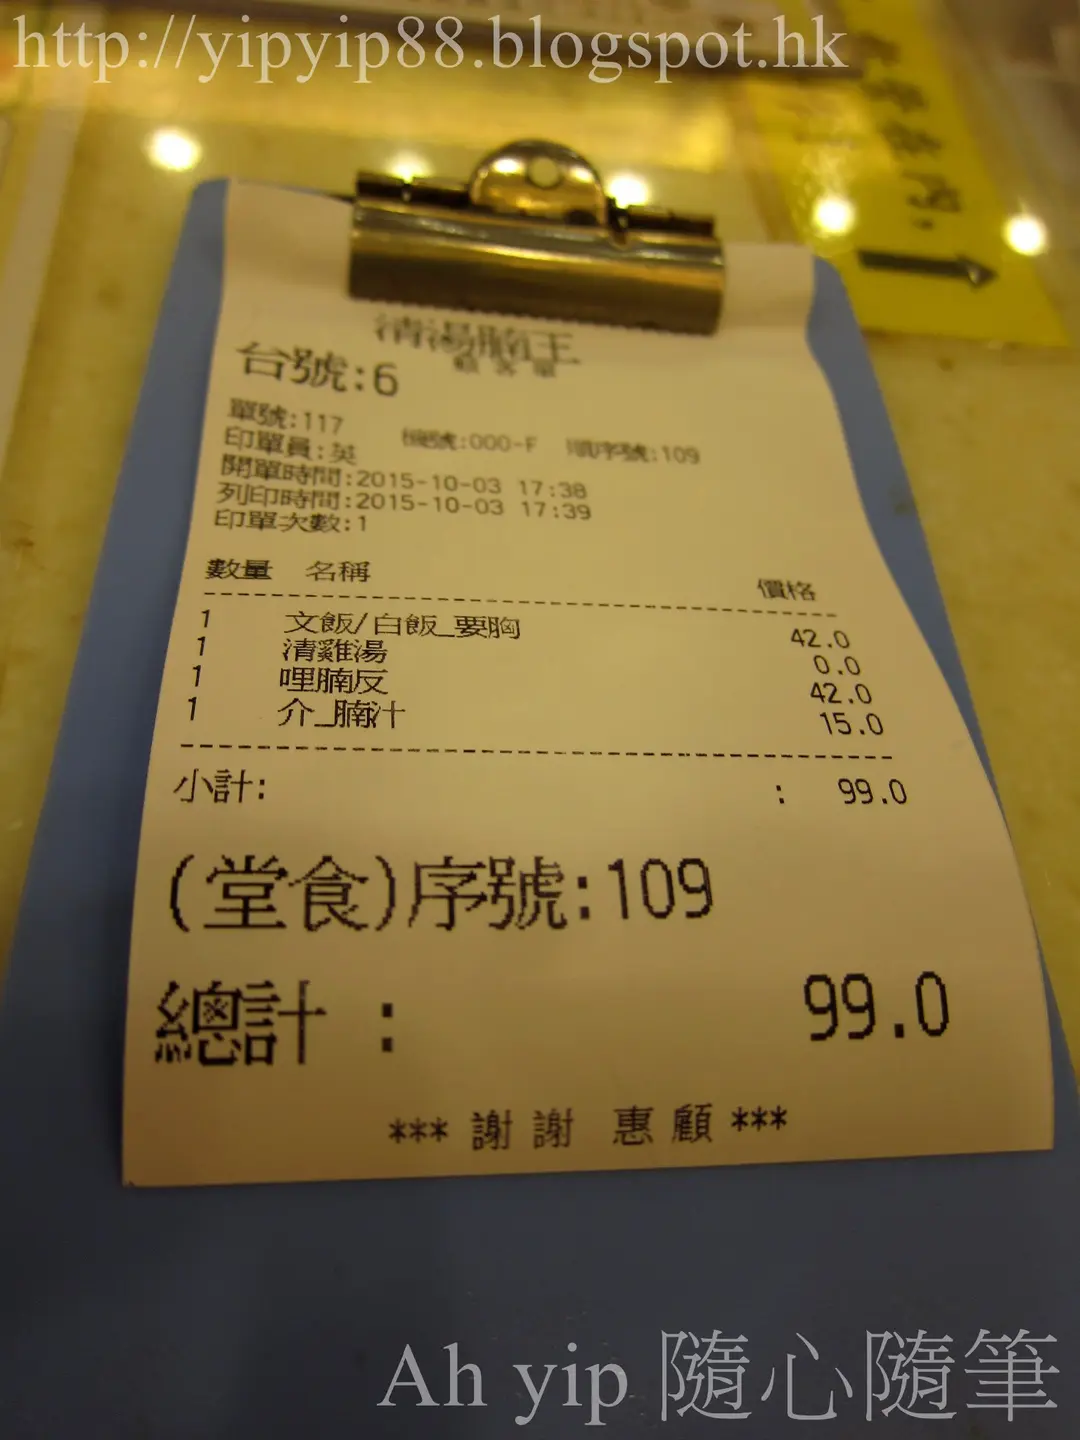 http://yipyip88.blogspot.hk
清湯腩王
顧客單
台號:6
單號:117
印單員:英 機號:000-F 順序號:109
開單時間:2015-10-03 17:38
列印時間:2015-10-03 17:39
印單次數:1
數量 名稱 價格
1 文飯/白飯_要胸 42.0
1 清雞湯 0.0
1 哩腩反 42.0
1 介_腩汁 15.0
小計: : 99.0
(堂食)序號:109
總計 : 99.0
*** 謝謝 惠顧 ***
Ah yip 隨心隨筆